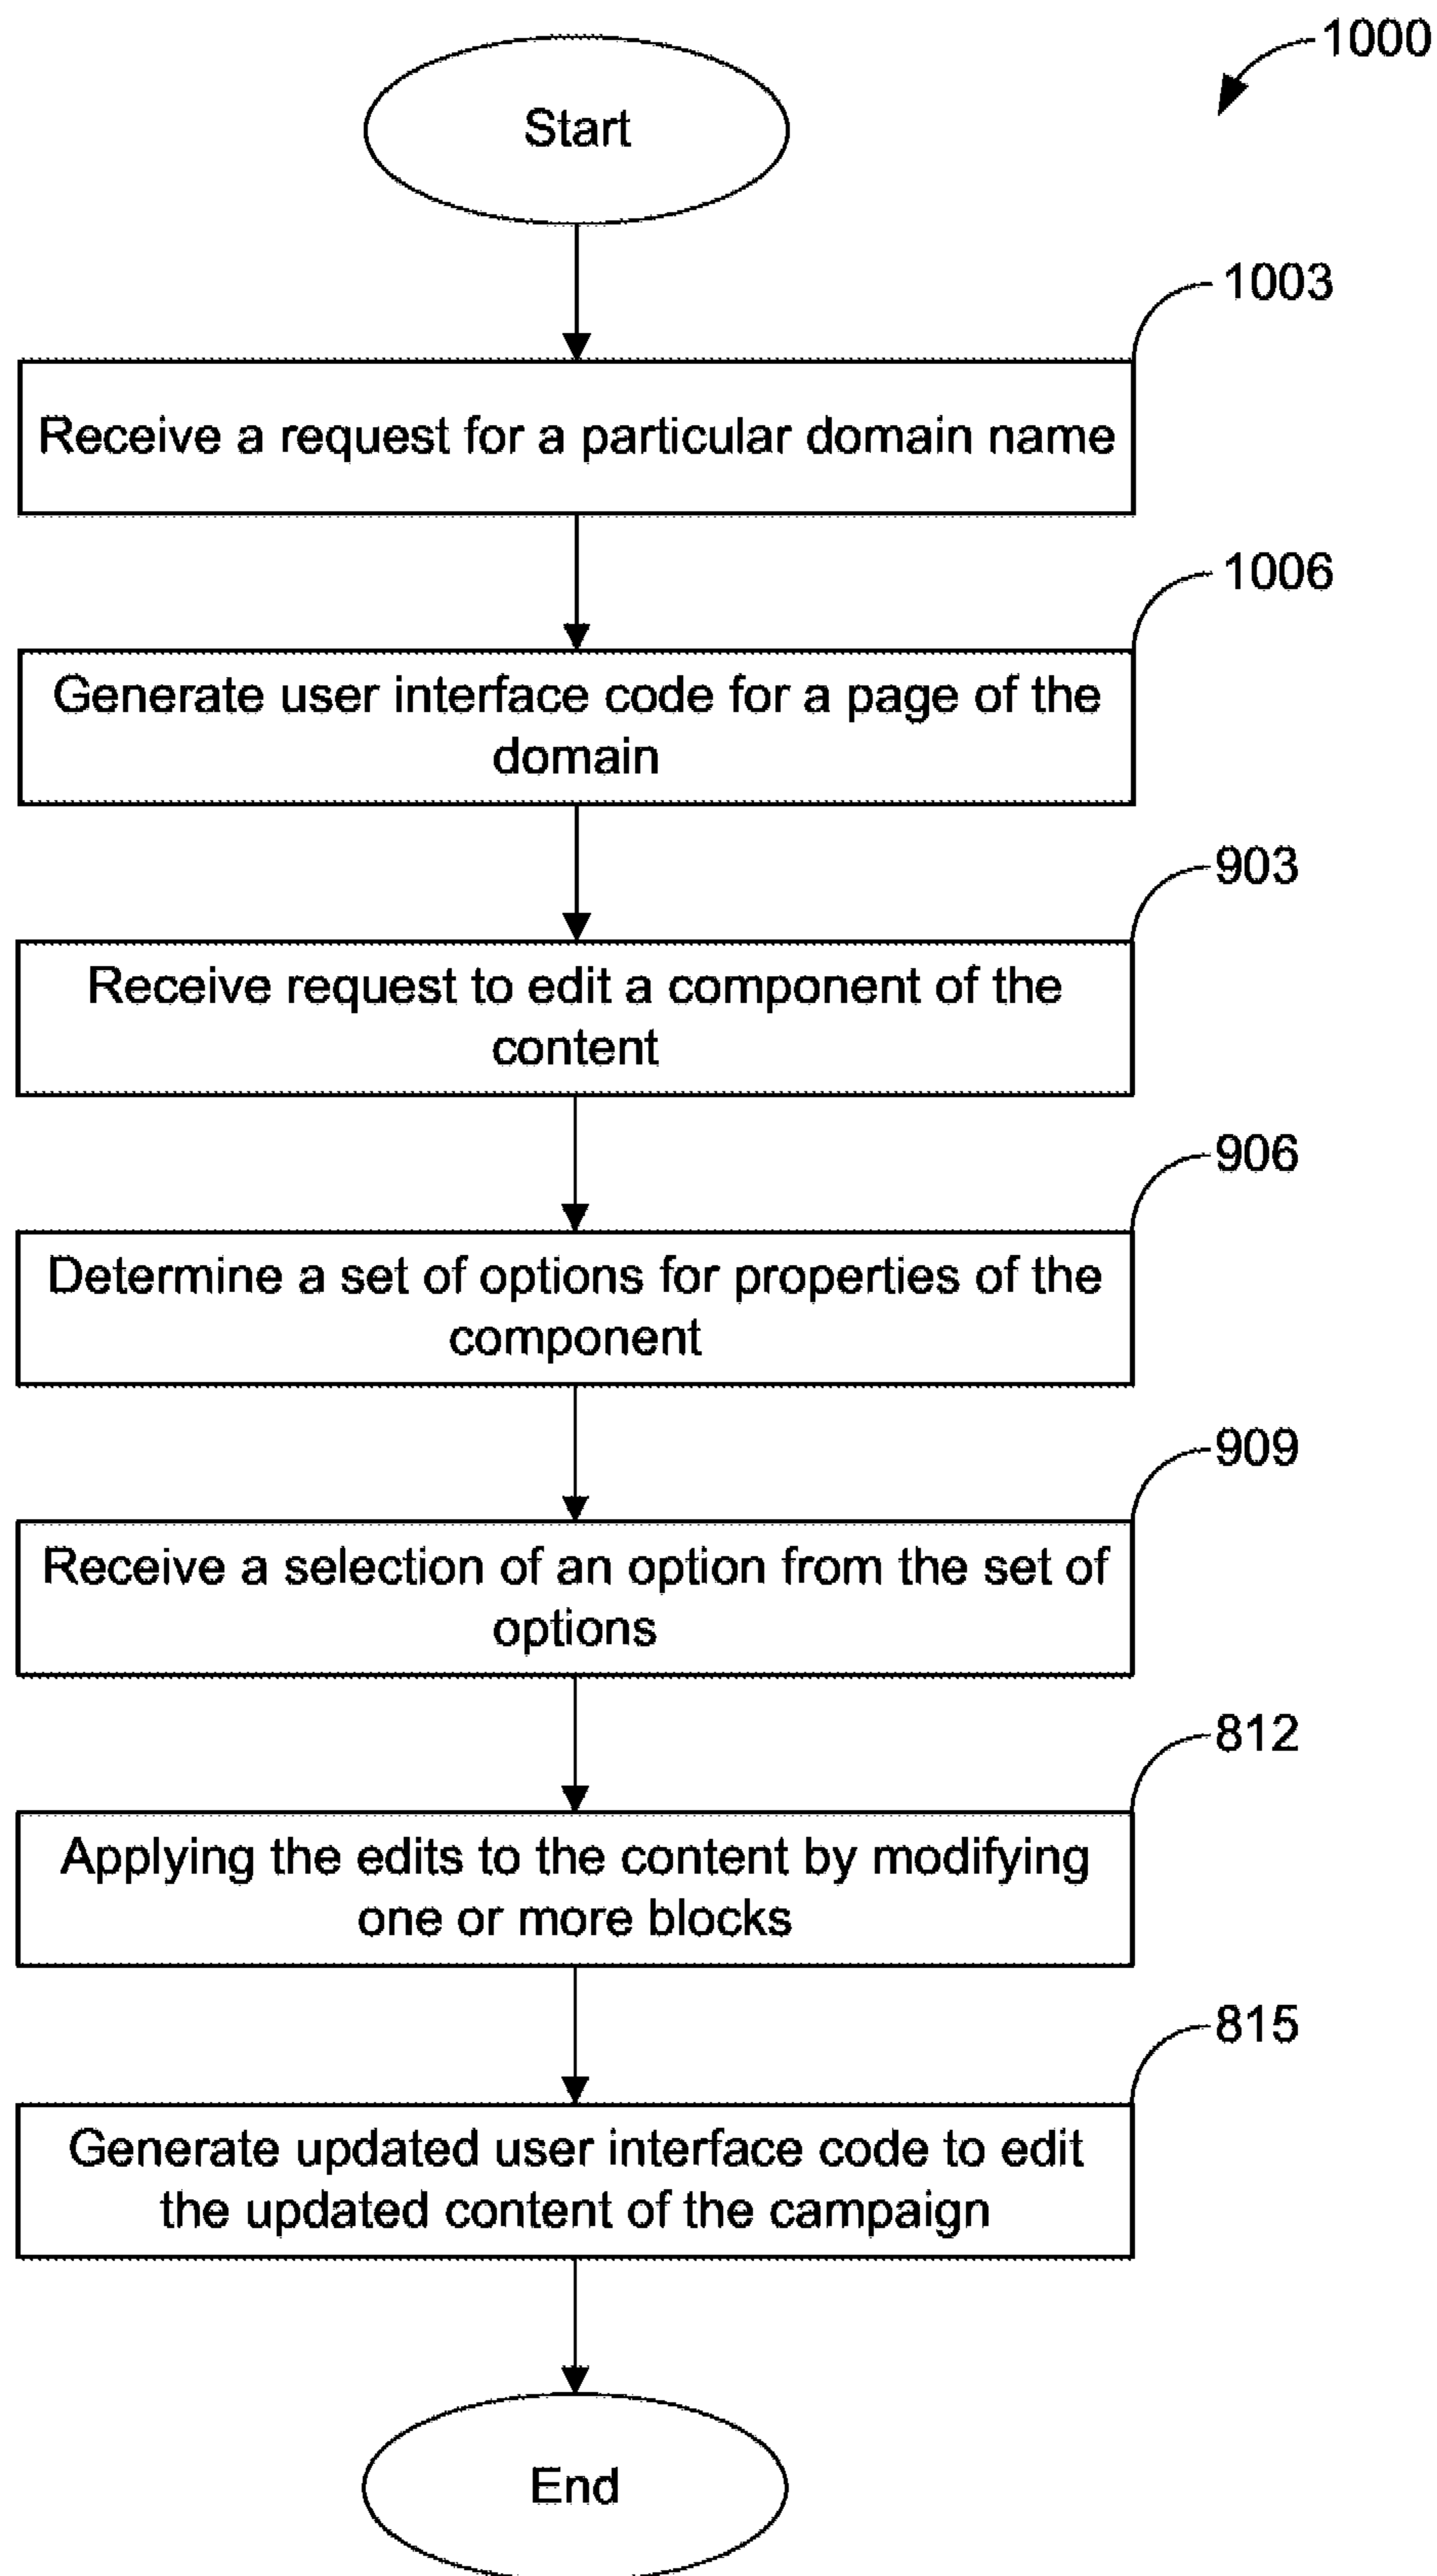 1000
Start
1003
Receive a request for a particular domain name
1006
Generate user interface code for a page of the
domain
903
Receive request to edit a component of the
content
906
Determine a set of options for properties of the
component
909
Receive a selection of an option from the set of
options
812
Applying the edits to the content by modifying
one or more blocks
815
Generate updated user interface code to edit
the updated content of the campaign
End